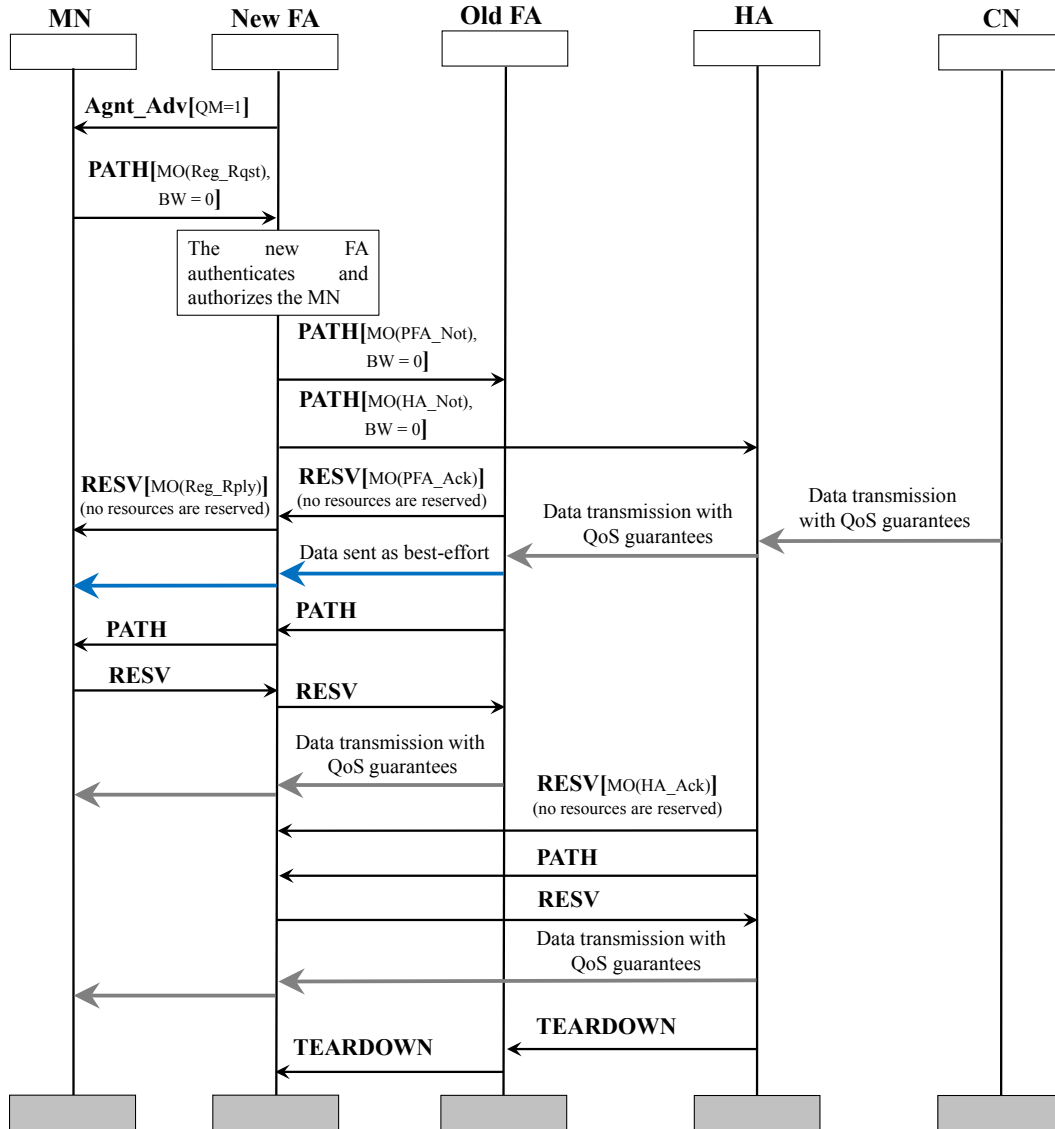 MN New FA Old FA HA CN
Agnt_Adv[QM=1]
PATH[MO(Reg_Rqst),
BW = 0]
The new FA
authenticates and
authorizes the MN
PATH[MO(PFA_Not),
BW = 0]
PATH[MO(HA_Not),
BW = 0]
RESV[MO(Reg_Rply)]
(no resources are reserved)
RESV[MO(PFA_Ack)]
(no resources are reserved)
Data transmission with
QoS guarantees
Data transmission
with QoS guarantees
Data sent as best-effort
PATH
PATH
RESV
RESV
Data transmission with
QoS guarantees
RESV[MO(HA_Ack)]
(no resources are reserved)
PATH
RESV
Data transmission with
QoS guarantees
TEARDOWN
TEARDOWN